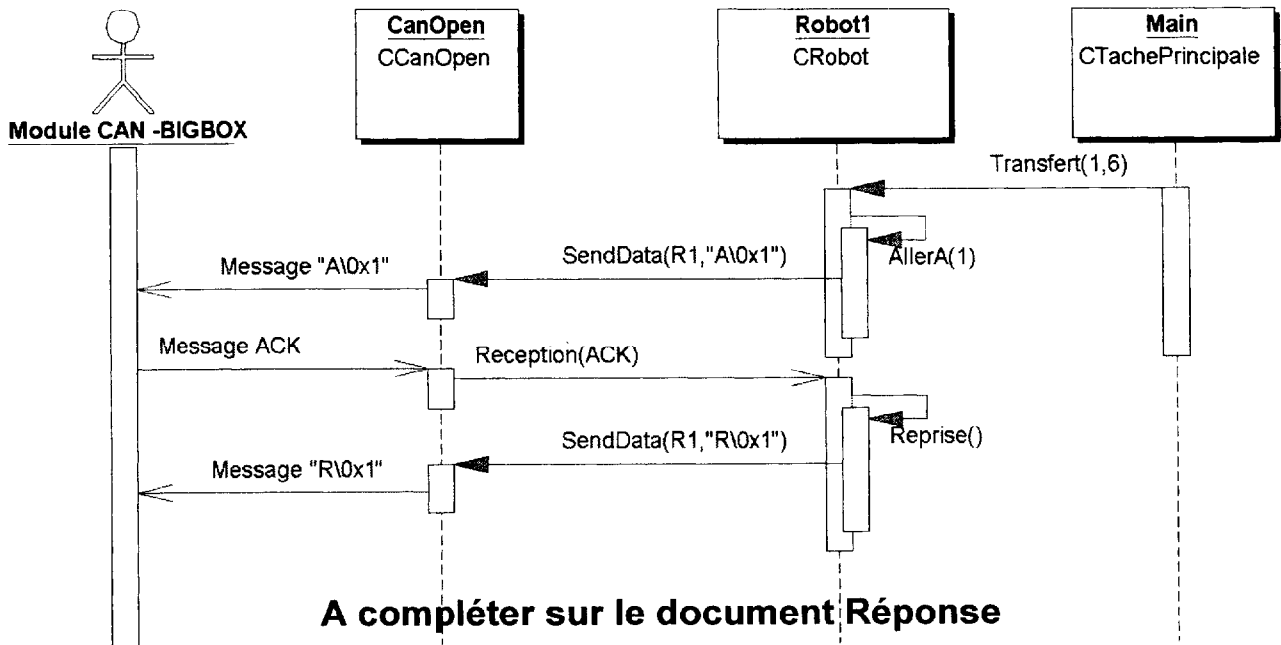 CanOpen
CCanOpen
Robot1
CRobot
Main
CTachePrincipale
Module CAN -BIGBOX
Transfert(1,6)
AllerA(1)
SendData(R1,"A\0x1")
Message "A\0x1"
Message ACK
Reception(ACK)
Reprise()
SendData(R1,"R\0x1")
Message "R\0x1"
A compléter sur le document Réponse